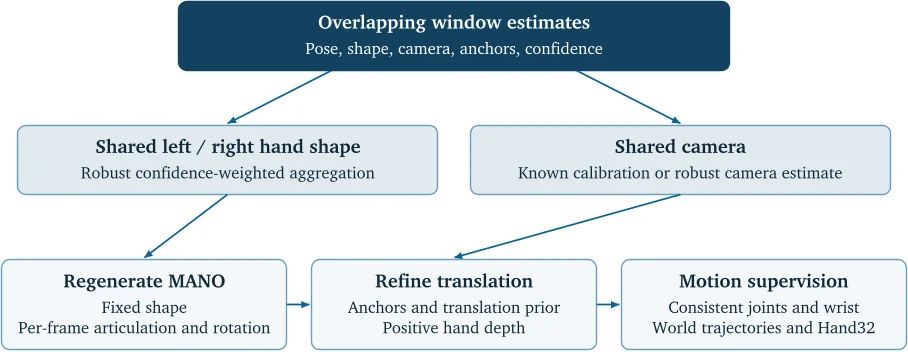 Overlapping window estimates
Pose, shape, camera, anchors, confidence
Shared left / right hand shape
Robust confidence-weighted aggregation
Shared camera
Known calibration or robust camera estimate
Regenerate MANO
Fixed shape
Per-frame articulation and rotation
Refine translation
Anchors and translation prior
Positive hand depth
Motion supervision
Consistent joints and wrist
World trajectories and Hand32